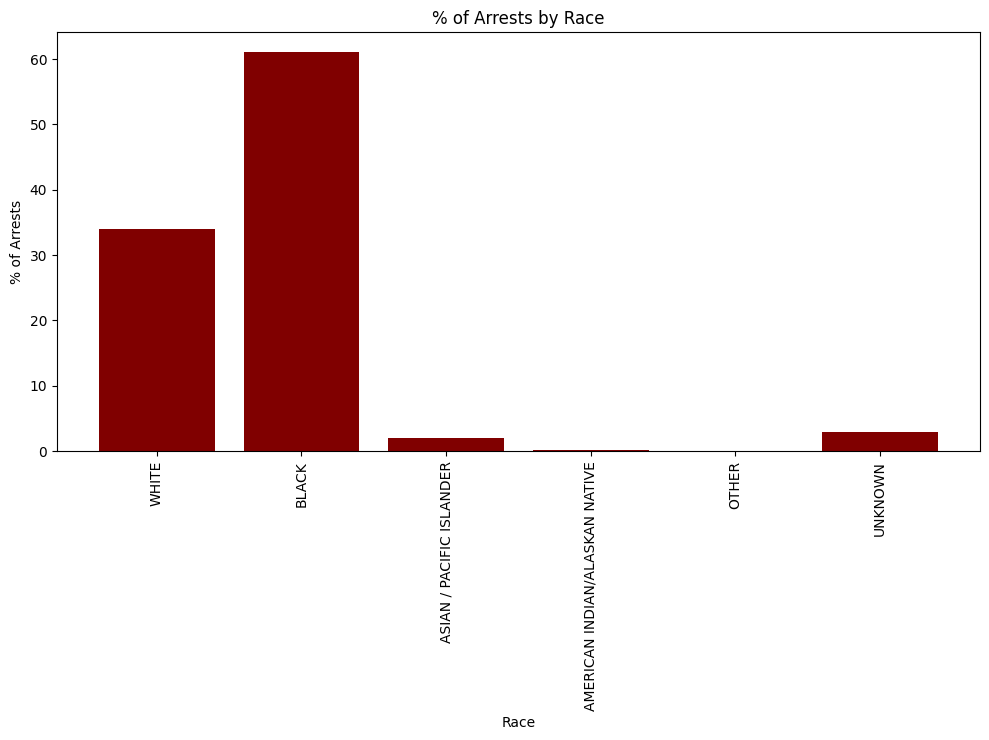 % of Arrests by Race
% of Arrests
60
50
40
30
20
10
0
WHITE
BLACK
ASIAN / PACIFIC ISLANDER
AMERICAN INDIAN/ALASKAN NATIVE
OTHER
UNKNOWN
Race